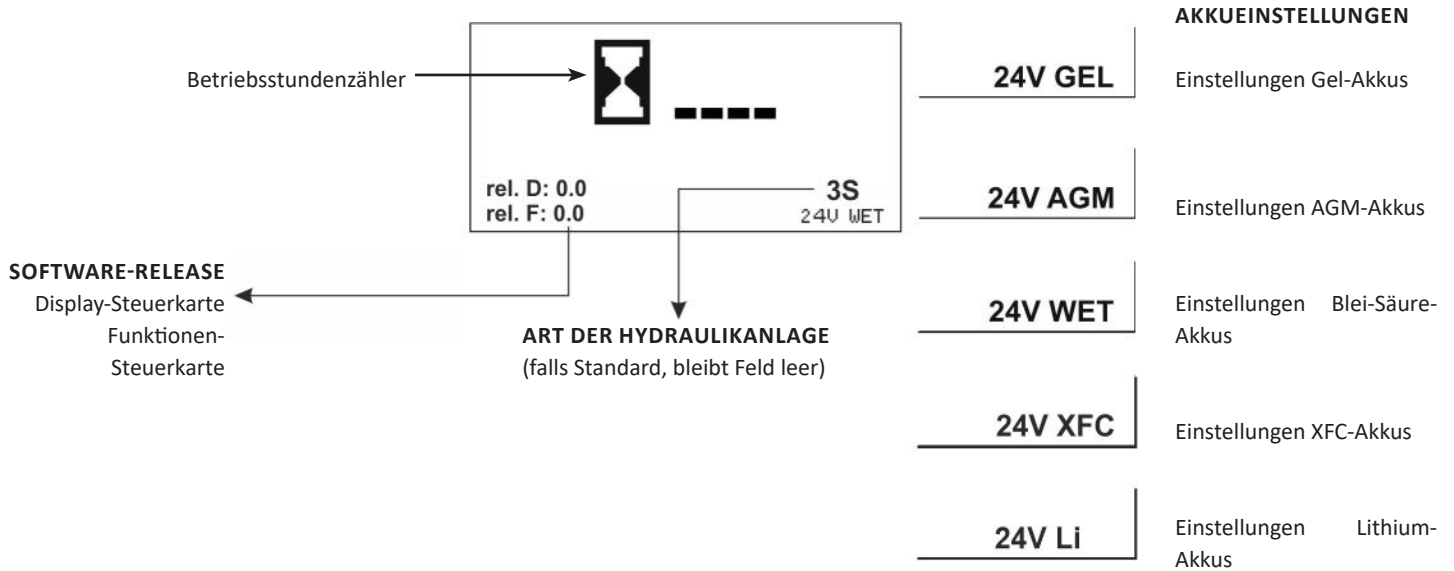 Betriebsstundenzähler
rel. D: 0.0
rel. F: 0.0
3S
24V WET
SOFTWARE-RELEASE
Display-Steuerkarte
Funktionen-
Steuerkarte
ART DER HYDRAULIKANLAGE
(falls Standard, bleibt Feld leer)
AKKUEINSTELLUNGEN
24V GEL
Einstellungen Gel-Akkus
24V AGM
Einstellungen AGM-Akkus
24V WET
Einstellungen Blei-Säure-
Akkus
24V XFC
Einstellungen XFC-Akkus
24V Li
Einstellungen Lithium-
Akkus